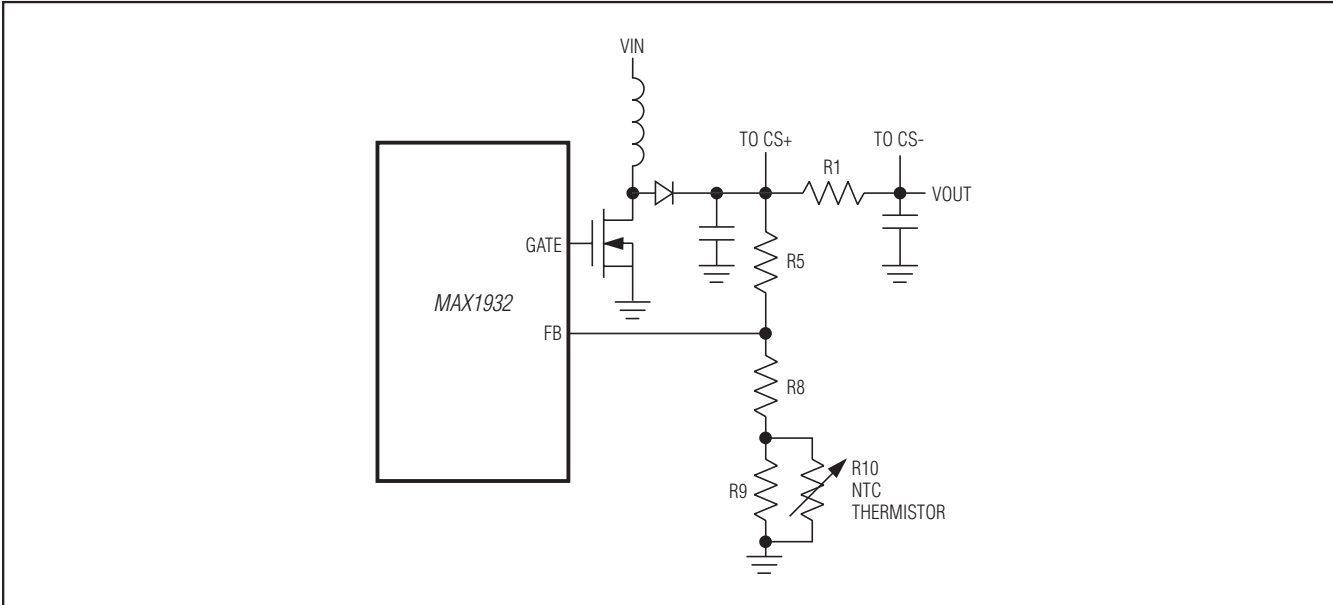 VIN
TO CS+
TO CS-
R1
VOUT
GATE
R5
MAX1932
FB
R8
R9
R10
NTC
THERMISTOR